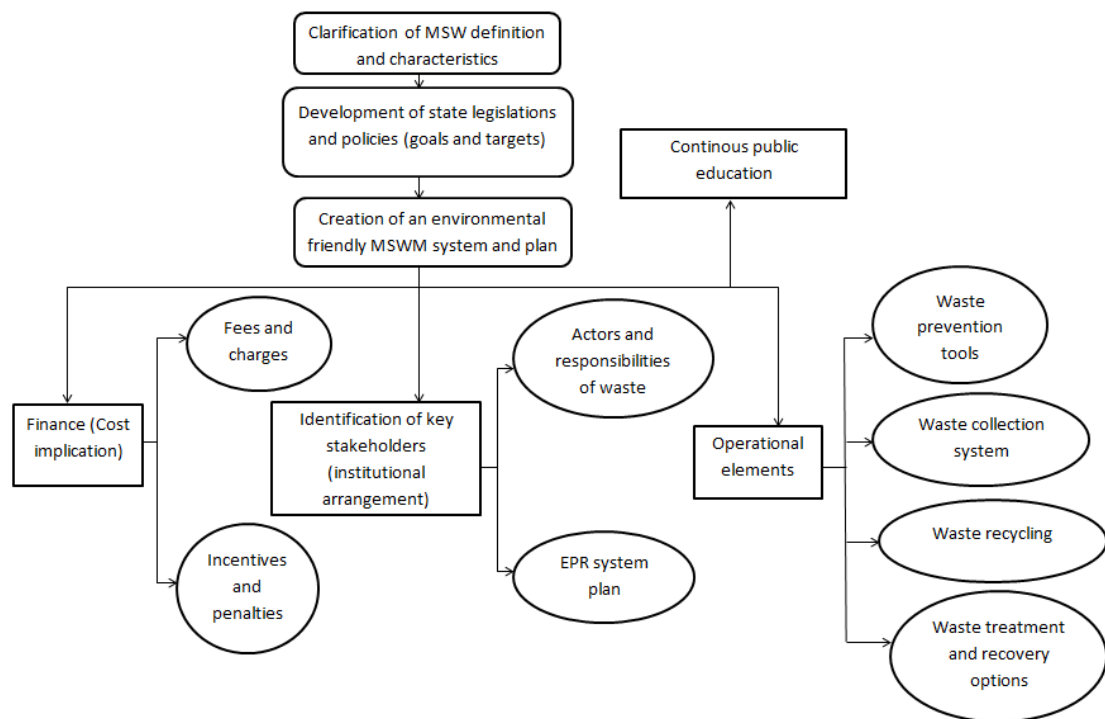 Clarification of MSW definition
and characteristics
Development of state legislations
and policies (goals and targets)
Continous public
education
Creation of an environmental
friendly MSWM system and plan
Fees and
charges
Actors and
responsibilities
of waste
Waste
prevention
tools
Finance (Cost
implication)
Identification of key
stakeholders
(institutional
arrangement)
Operational
elements
Waste collection
system
Waste recycling
Incentives
and
penalties
EPR system
plan
Waste treatment
and recovery
options